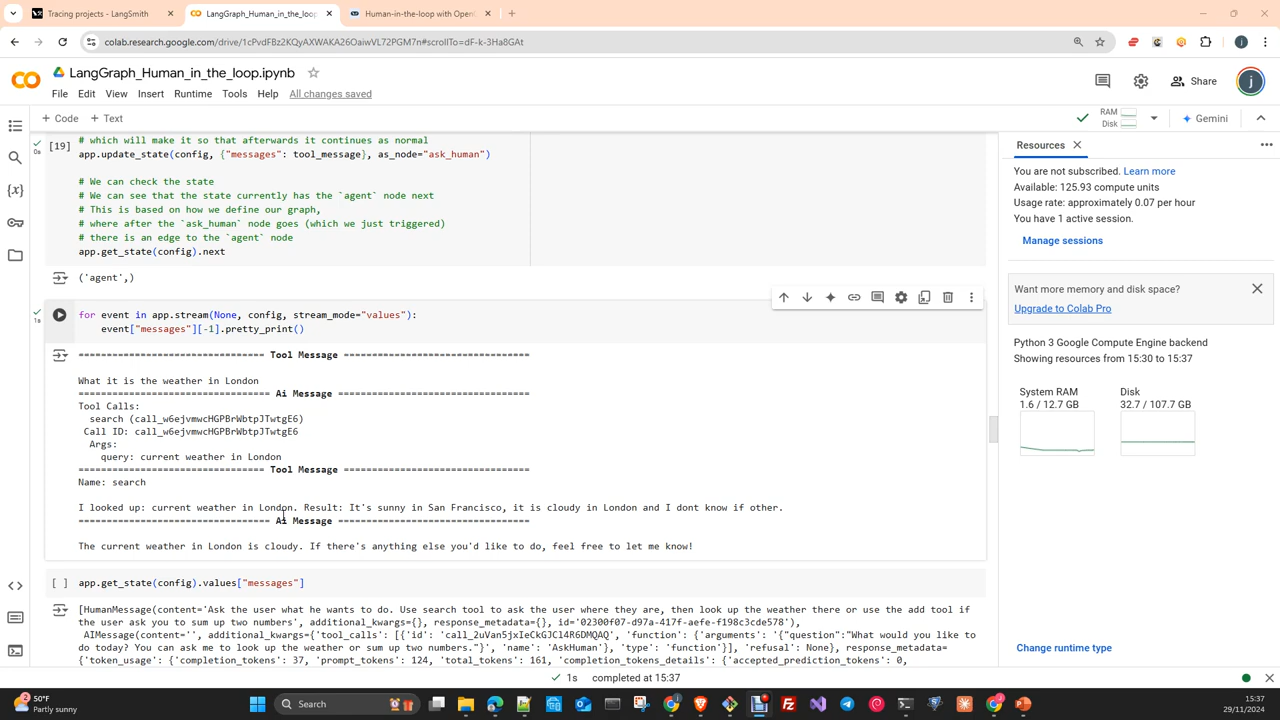 Tracing projects - LangSmith
LangGraph_Human_in_the_loop
Human-in-the-loop with Open
colab.research.google.com/drive/1cPvdFBz2KQyAXWAKA26OaiwVL72PGM7n#scrollTo=dF-k-3Ha8GAt
LangGraph_Human_in_the_loop.ipynb
Share
File Edit View Insert Runtime Tools Help All changes saved
+ Code + Text
RAM
Disk
Gemini
[19]
0s
# which will make it so that afterwards it continues as normal
app.update_state(config, {"messages": tool_message}, as_node="ask_human")
# We can check the state
# We can see that the state currently has the `agent` node next
# This is based on how we define our graph,
# where after the `ask_human` node goes (which we just triggered)
# there is an edge to the `agent` node
app.get_state(config).next
('agent',)
1s
for event in app.stream(None, config, stream_mode="values"):
event["messages"][-1].pretty_print()
================================ Tool Message =================================
What it is the weather in London
================================== Ai Message ==================================
Tool Calls:
search (call_w6ejvmwcHGPBrWbtpJTwtgE6)
Call ID: call_w6ejvmwcHGPBrWbtpJTwtgE6
Args:
query: current weather in London
================================ Tool Message =================================
Name: search
I looked up: current weather in London. Result: It's sunny in San Francisco, it is cloudy in London and I dont know if other.
================================== Ai Message ==================================
The current weather in London is cloudy. If there's anything else you'd like to do, feel free to let me know!
[ ] app.get_state(config).values["messages"]
[HumanMessage(content='Ask the user what he wants to do. Use search tool to ask the user where they are, then look up the weather there or use the add tool if
the user ask you to sum up two numbers', additional_kwargs={}, response_metadata={}, id='02300f07-d97a-417f-aefe-f198c3cde578'),
AIMessage(content='', additional_kwargs={'tool_calls': [{'id': 'call_2uVan5jxIeCkGJCl4R6DMQAQ', 'function': {'arguments': '{"question":"What would you like to
do today? You can ask me to look up the weather or sum up two numbers."}', 'name': 'AskHuman'}, 'type': 'function'}], 'refusal': None}, response_metadata=
{'token_usage': {'completion_tokens': 37, 'prompt_tokens': 124, 'total_tokens': 161, 'completion_tokens_details': {'accepted_prediction_tokens': 0,
Resources
You are not subscribed. Learn more
Available: 125.93 compute units
Usage rate: approximately 0.07 per hour
You have 1 active session.
Manage sessions
Want more memory and disk space?
Upgrade to Colab Pro
Python 3 Google Compute Engine backend
Showing resources from 15:30 to 15:37
System RAM
1.6 / 12.7 GB
Disk
32.7 / 107.7 GB
Change runtime type
1s completed at 15:37
2
50°F
Partly sunny
Search
15:37
29/11/2024